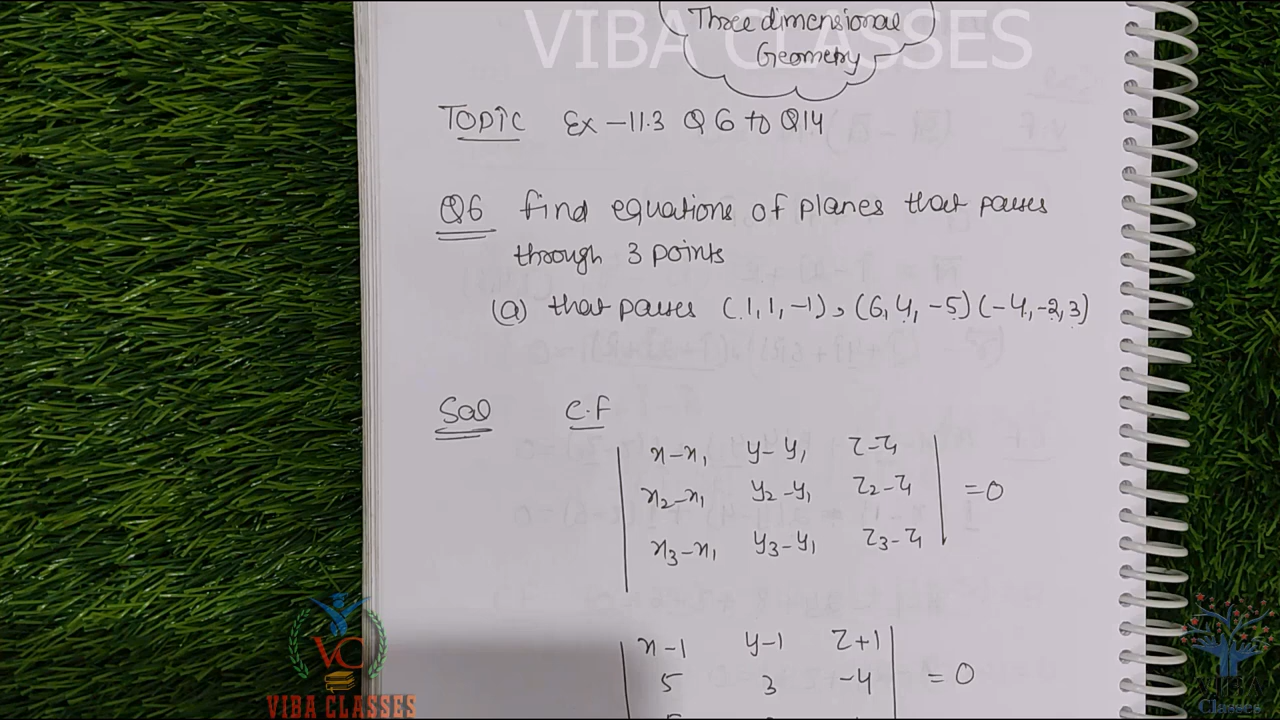 VIBA CLASSES
Three dimensional
Geometry
TOPIC Ex - 11.3 Q 6 to Q14
Q6 find equations of planes that passes
through 3 points
(a) that passes (1, 1, -1), (6, 4, -5) (-4, -2, 3)
Sol C.F
x-x₁ y-y₁ z-z₁
x₂-x₁ y₂-y₁ z₂-z₁ =0
x₃-x₁ y₃-y₁ z₃-z₁
x-1 y-1 z+1
5 3 -4 = 0
VC
VIBA CLASSES
Classes